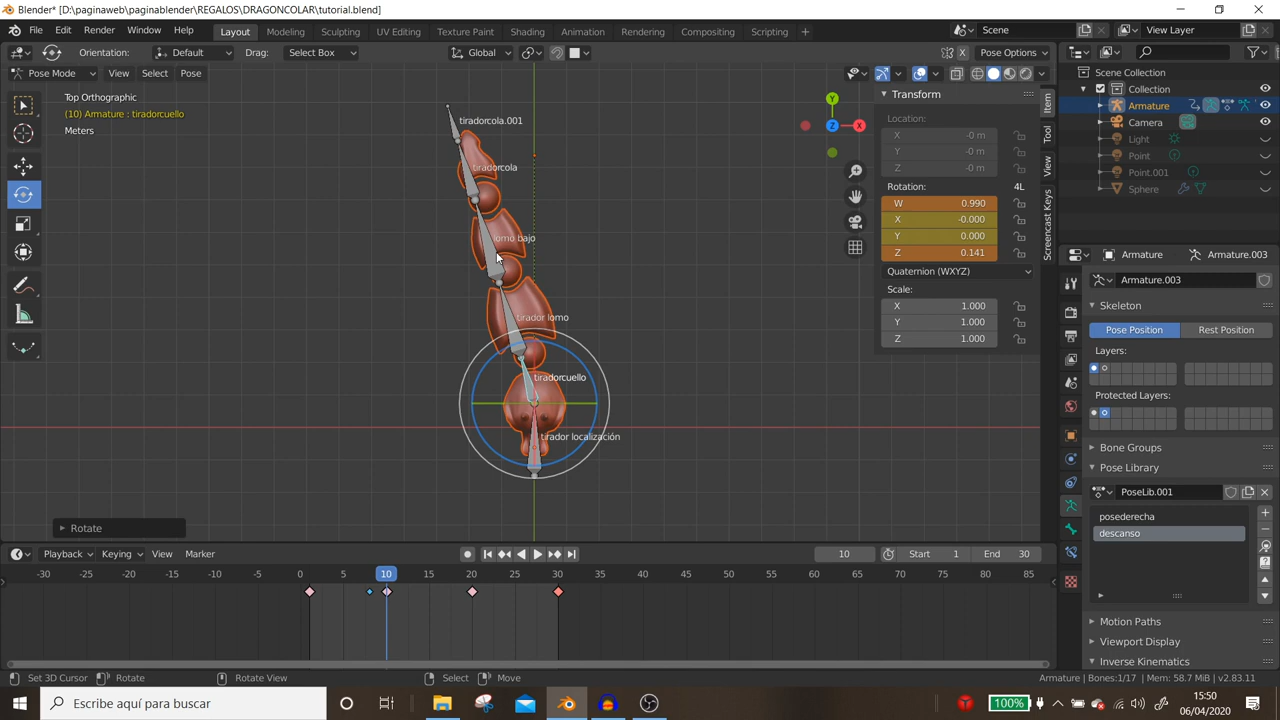 Blender* [D:\paginaweb\paginablender\REGALOS\DRAGONCOLAR\tutorial.blend]
File Edit Render Window Help Layout Modeling Sculpting UV Editing Texture Paint Shading Animation Rendering Compositing Scripting + Scene View Layer
Orientation: Default Drag: Select Box Global X Pose Options
Pose Mode View Select Pose
Scene Collection
Collection
Armature
Camera
Light
Point
Point.001
Sphere
Top Orthographic
(10) Armature : tiradorcuello
Meters
tiradorcola.001
tiradorcola
lomo bajo
tirador lomo
tiradorcuello
tirador localización
Y
Z
X
Transform
Location:
X -0 m
Y -0 m
Z -0 m
Rotation: 4L
W 0.990
X -0.000
Y 0.000
Z 0.141
Quaternion (WXYZ)
Scale:
X 1.000
Y 1.000
Z 1.000
Item
Tool
View
Screencast Keys
Armature Armature.003
Armature.003
Skeleton
Pose Position Rest Position
Layers:
Protected Layers:
Bone Groups
Pose Library
PoseLib.001
posederecha
descanso
Motion Paths
Viewport Display
Inverse Kinematics
Rotate
Playback Keying View Marker 10 Start 1 End 30
-30 -25 -20 -15 -10 -5 0 5 10 15 20 25 30 35 40 45 50 55 60 65 70 75 80 85
Set 3D Cursor Rotate Rotate View Select Move Armature | Bones:1/17 | Mem: 58.7 MiB | v2.83.11
Escribe aquí para buscar
100%
15:50
06/04/2020